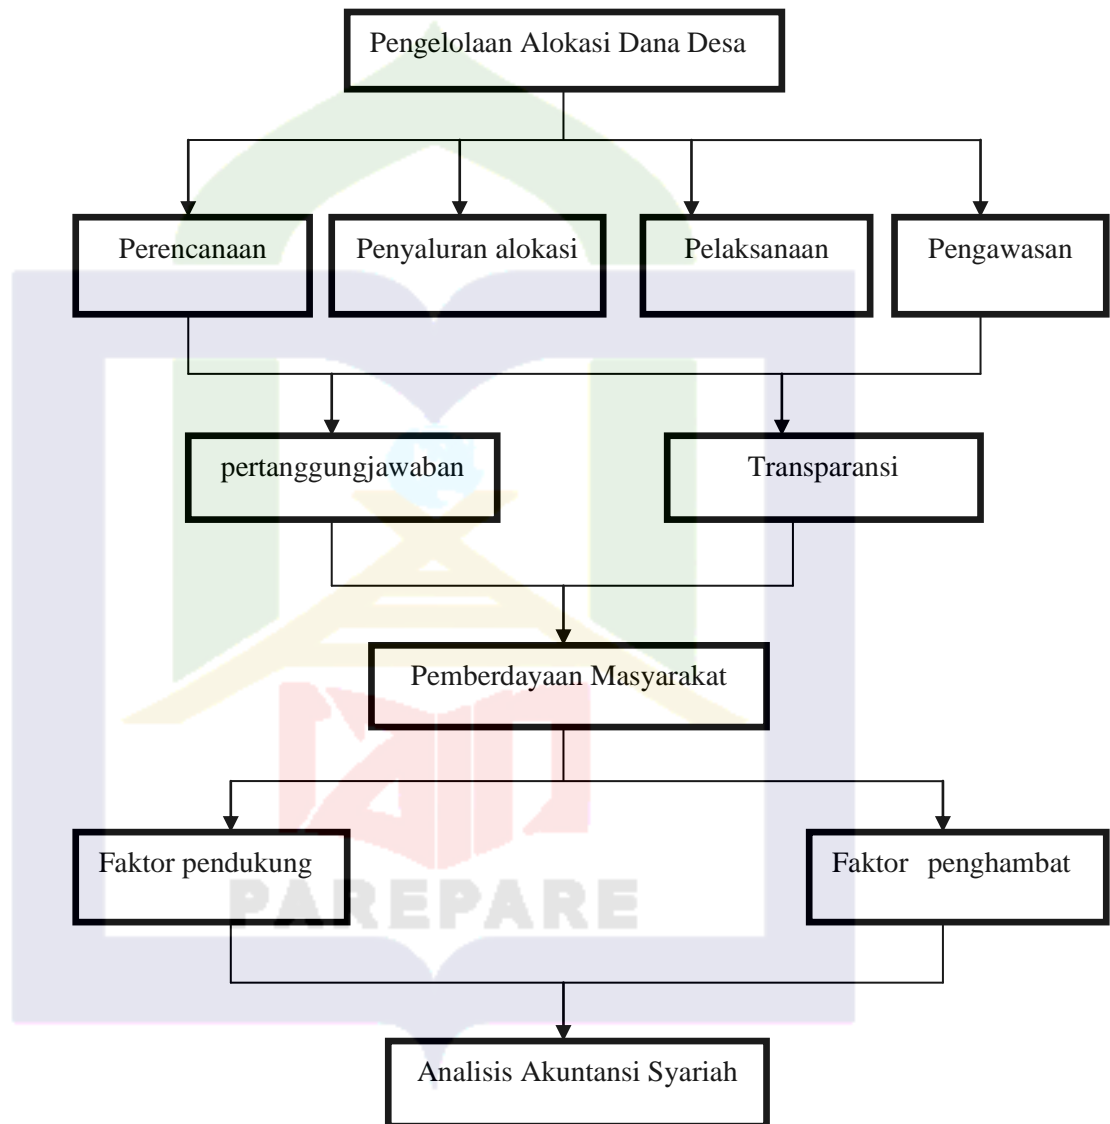 Pengelolaan Alokasi Dana Desa
Perencanaan
Penyaluran alokasi
Pelaksanaan
Pengawasan
pertanggungjawaban
Transparansi
Pemberdayaan Masyarakat
Faktor pendukung
Faktor penghambat
PAREPARE
Analisis Akuntansi Syariah